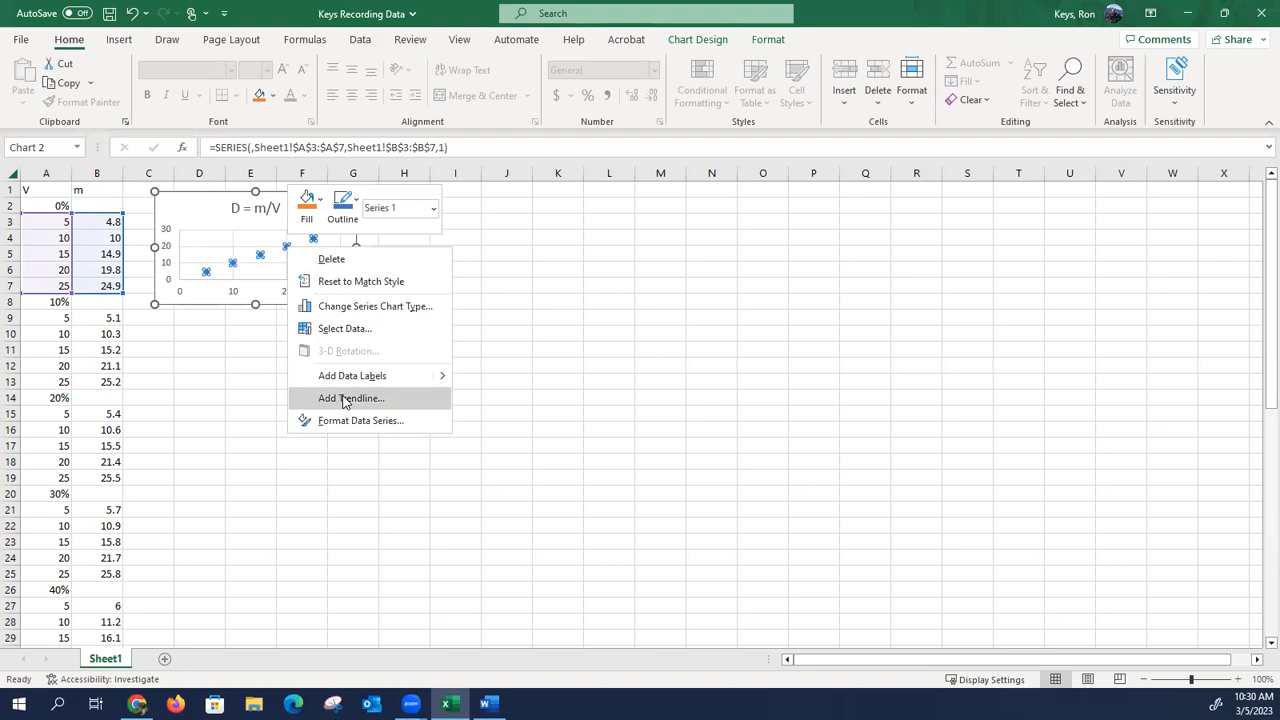 AutoSave Off Keys Recording Data Search Keys, Ron
File Home Insert Draw Page Layout Formulas Data Review View Automate Help Acrobat Chart Design Format Comments Share
Paste Cut Copy Format Painter Clipboard
B I U A A A Font
Wrap Text Merge & Center Alignment
General $ % Number
Conditional Formatting Format as Table Cell Styles Styles
Insert Delete Format Cells
AutoSum Fill Clear Sort & Filter Find & Select Editing
Analyze Data Analysis
Sensitivity Sensitivity
Chart 2 fx =SERIES(,Sheet1!$A$3:$A$7,Sheet1!$B$3:$B$7,1)
A B C D E F G H I J K L M N O P Q R S T U V W X
1 V m
2 0%
3 5 4.8
4 10 10
5 15 14.9
6 20 19.8
7 25 24.9
8 10%
9 5 5.1
10 10 10.3
11 15 15.2
12 20 21.1
13 25 25.2
14 20%
15 5 5.4
16 10 10.6
17 15 15.5
18 20 21.4
19 25 25.5
20 30%
21 5 5.7
22 10 10.9
23 15 15.8
24 20 21.7
25 25 25.8
26 40%
27 5 6
28 10 11.2
29 15 16.1
D = m/V
30
20
10
0
0 10 2
Fill Outline Series 1
Delete
Reset to Match Style
Change Series Chart Type...
Select Data...
3-D Rotation...
Add Data Labels
Add Trendline...
Format Data Series...
Sheet1
Ready Accessibility: Investigate Display Settings 100%
zoom
10:30 AM
3/5/2023